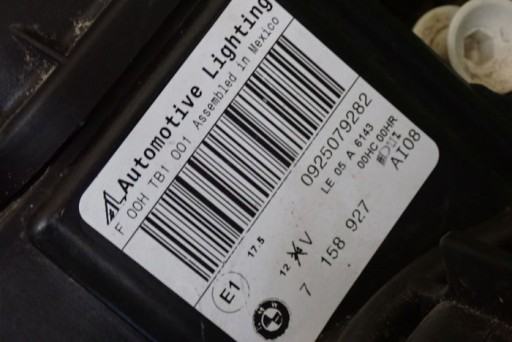 AL Automotive Lighting
F 00H TB1 001 Assembled in Mexico
0925079282
LE 05 A 6143
00HC 00HR
AI08
E1
17.5
12 V
7 158 927